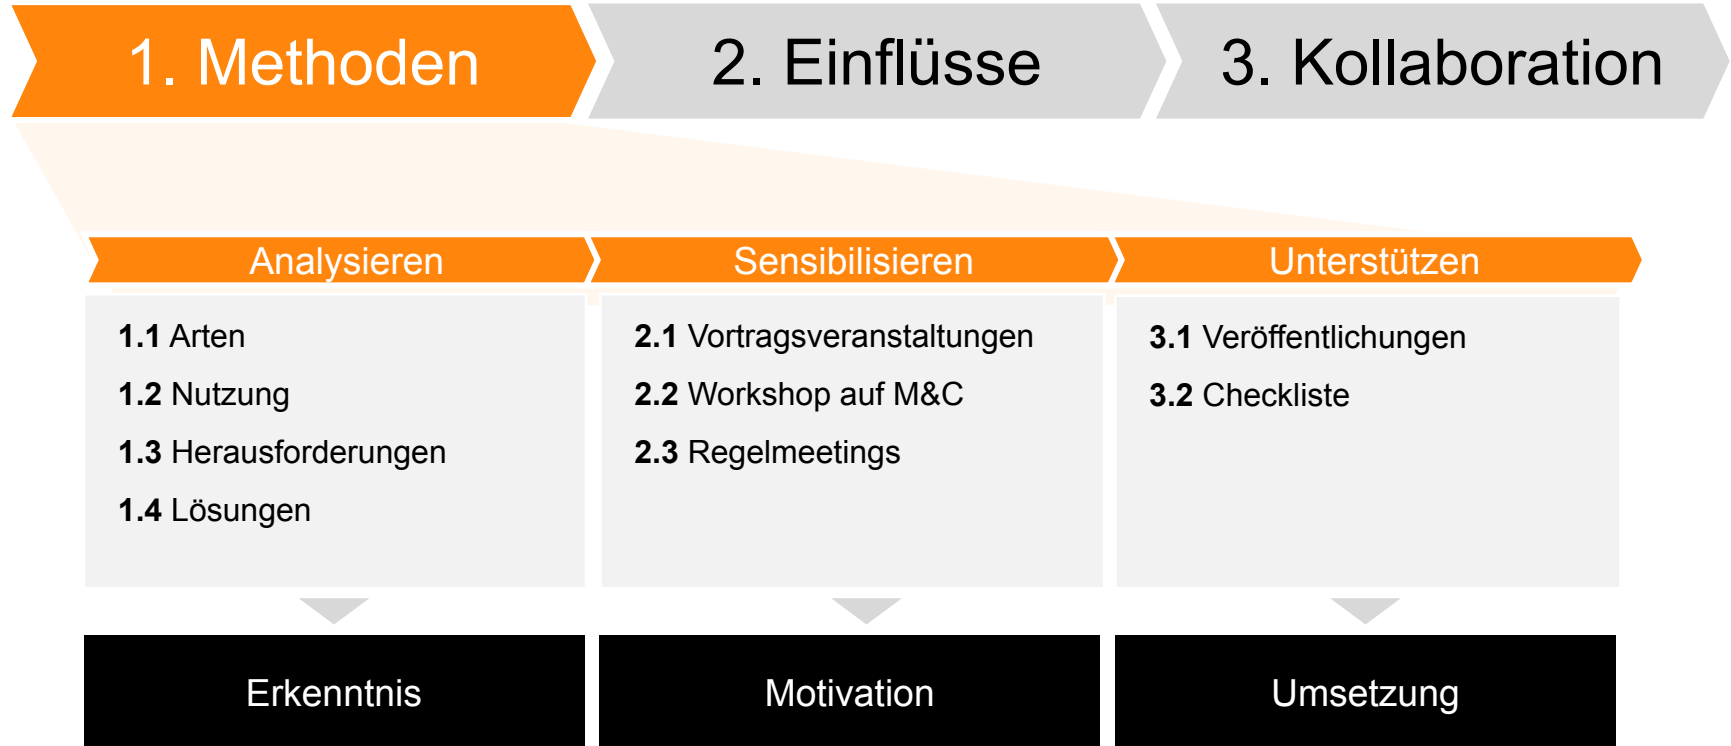 1. Methoden
2. Einflüsse
3. Kollaboration
Analysieren
Sensibilisieren
Unterstützen
1.1 Arten
1.2 Nutzung
1.3 Herausforderungen
1.4 Lösungen
2.1 Vortragsveranstaltungen
2.2 Workshop auf M&C
2.3 Regelmeetings
3.1 Veröffentlichungen
3.2 Checkliste
Erkenntnis
Motivation
Umsetzung